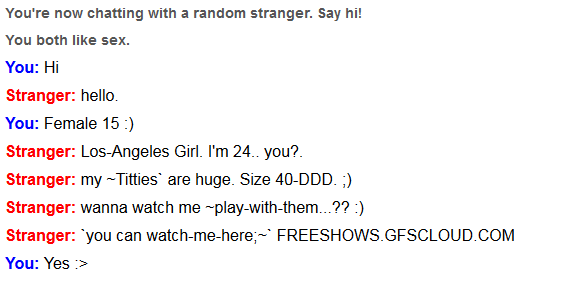 You're now chatting with a random stranger. Say hi!
You both like sex.
You: Hi
Stranger: hello.
You: Female 15 :)
Stranger: Los-Angeles Girl. I'm 24.. you?.
Stranger: my ~Titties` are huge. Size 40-DDD. ;)
Stranger: wanna watch me ~play-with-them...?? :)
Stranger: `you can watch-me-here;~` FREESHOWS.GFSCLOUD.COM
You: Yes :>